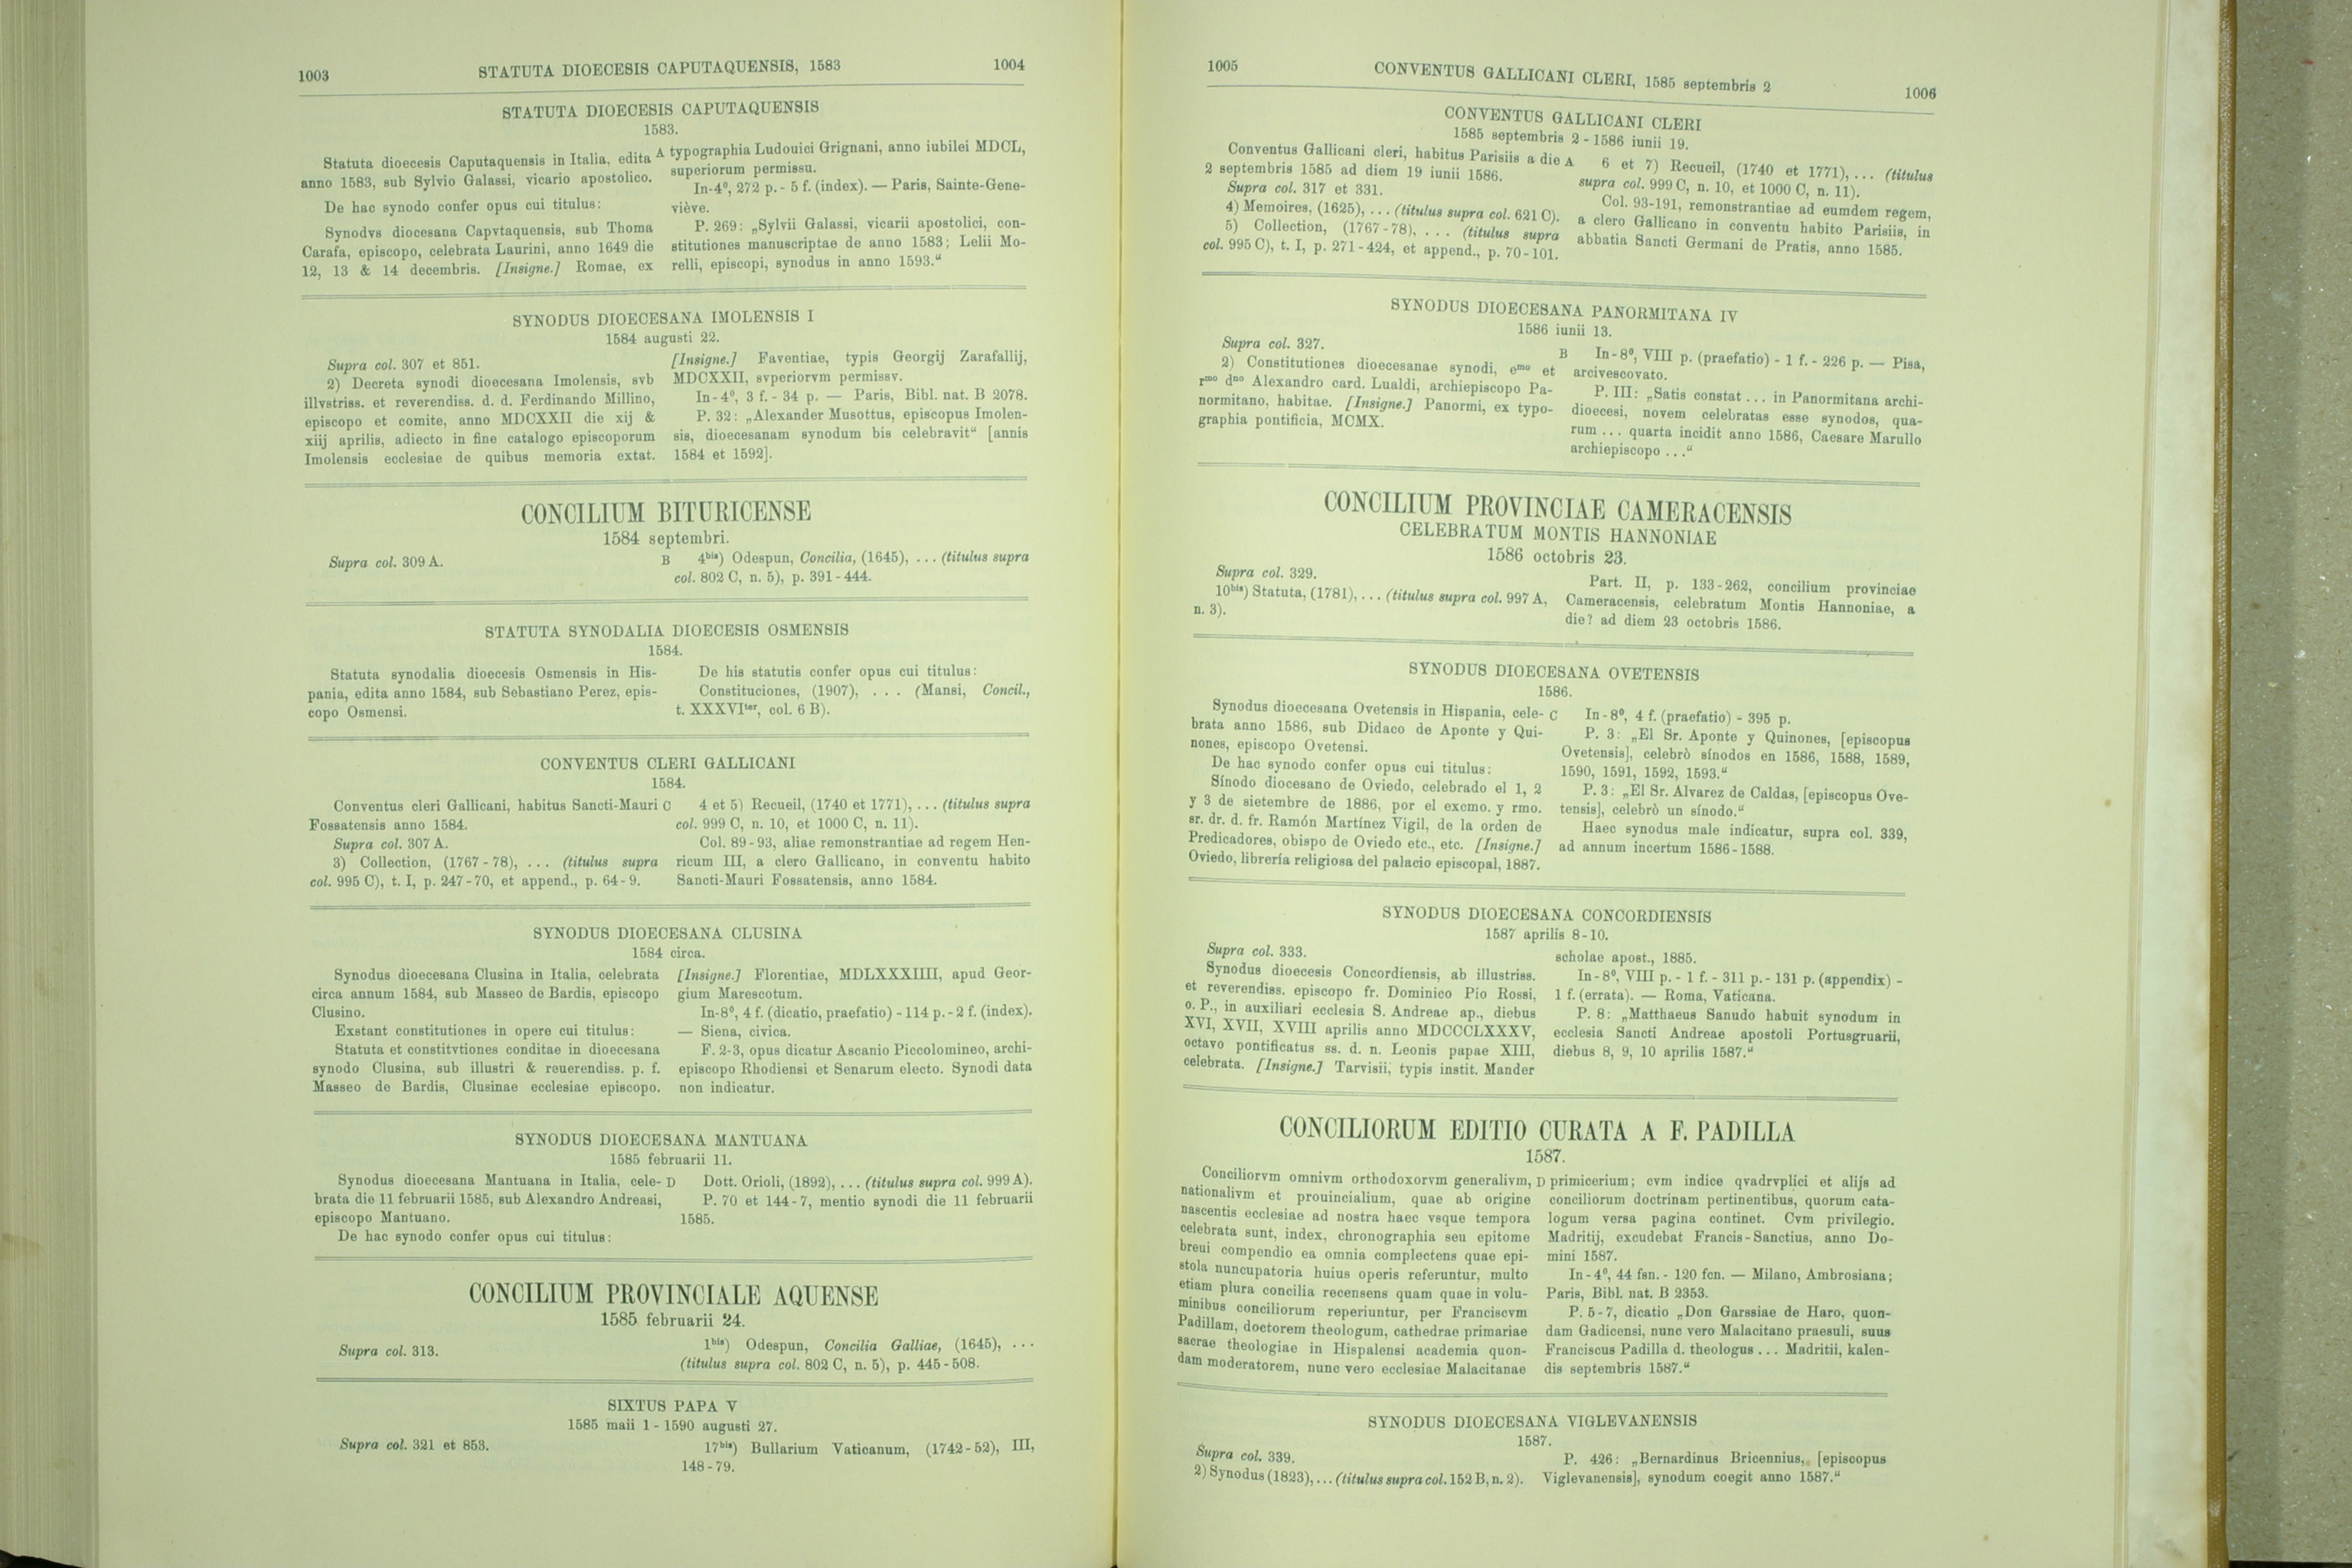 1003
STATUTA DIOECESIS CAPUTAQUENSIS, 1583
1004
STATUTA DIOECESIS CAPUTAQUENSIS
1583.
Statuta dioecesis Caputaquensis in Italia, edita
anno 1583, sub Sylvio Galassi, vicario apostolico.
De hac synodo confer opus cui titulus:
Synodvs diocesana Capvtaquensis, sub Thoma
Carafa, episcopo, celebrata Laurini, anno 1649 die
12, 13 & 14 decembris. [Insigne.] Romae, ex
A typographia Ludouici Grignani, anno iubilei MDCL,
superiorum permissu.
In-4⁰, 272 p. - 5 f. (index). — Paris, Sainte-Gene-
viève.
P. 269: „Sylvii Galassi, vicarii apostolici, con-
stitutiones manuscriptae de anno 1583; Lelii Mo-
relli, episcopi, synodus in anno 1593.“
SYNODUS DIOECESANA IMOLENSIS I
1584 augusti 22.
Supra col. 307 et 851.
2) Decreta synodi dioecesana Imolensis, svb
illvstriss. et reverendiss. d. d. Ferdinando Millino,
episcopo et comite, anno MDCXXII die xij &
xiij aprilis, adiecto in fine catalogo episcoporum
Imolensis ecclesiae de quibus memoria extat.
[Insigne.] Faventiae, typis Georgij Zarafallij,
MDCXXII, svperiorvm permissv.
In-4⁰, 3 f. - 34 p. — Paris, Bibl. nat. B 2078.
P. 32: „Alexander Musottus, episcopus Imolen-
sis, dioecesanam synodum bis celebravit“ [annis
1584 et 1592].
CONCILIUM BITURICENSE
1584 septembri.
Supra col. 309 A.
B 4ᵇⁱˢ) Odespun, Concilia, (1645), ... (titulus supra
col. 802 C, n. 5), p. 391-444.
STATUTA SYNODALIA DIOECESIS OSMENSIS
1584.
Statuta synodalia dioecesis Osmensis in His-
pania, edita anno 1584, sub Sebastiano Perez, epis-
copo Osmensi.
De his statutis confer opus cui titulus:
Constituciones, (1907), . . . (Mansi, Concil.,
t. XXXVIᵗᵉʳ, col. 6 B).
CONVENTUS CLERI GALLICANI
1584.
Conventus cleri Gallicani, habitus Sancti-Mauri
Fossatensis anno 1584.
Supra col. 307 A.
3) Collection, (1767-78), ... (titulus supra
col. 995 C), t. I, p. 247-70, et append., p. 64-9.
C 4 et 5) Recueil, (1740 et 1771), ... (titulus supra
col. 999 C, n. 10, et 1000 C, n. 11).
Col. 89-93, aliae remonstrantiae ad regem Hen-
ricum III, a clero Gallicano, in conventu habito
Sancti-Mauri Fossatensis, anno 1584.
SYNODUS DIOECESANA CLUSINA
1584 circa.
Synodus dioecesana Clusina in Italia, celebrata
circa annum 1584, sub Masseo de Bardis, episcopo
Clusino.
Exstant constitutiones in opere cui titulus:
Statuta et constitvtiones conditae in dioecesana
synodo Clusina, sub illustri & reuerendiss. p. f.
Masseo de Bardis, Clusinae ecclesiae episcopo.
[Insigne.] Florentiae, MDLXXXIIII, apud Geor-
gium Marescotum.
In-8⁰, 4 f. (dicatio, praefatio) - 114 p. - 2 f. (index).
— Siena, civica.
F. 2-3, opus dicatur Ascanio Piccolomineo, archi-
episcopo Rhodiensi et Senarum electo. Synodi data
non indicatur.
SYNODUS DIOECESANA MANTUANA
1585 februarii 11.
Synodus dioecesana Mantuana in Italia, cele-
brata die 11 februarii 1585, sub Alexandro Andreasi,
episcopo Mantuano.
De hac synodo confer opus cui titulus:
D Dott. Orioli, (1892), ... (titulus supra col. 999 A).
P. 70 et 144-7, mentio synodi die 11 februarii
1585.
CONCILIUM PROVINCIALE AQUENSE
1585 februarii 24.
Supra col. 313.
1ᵇⁱˢ) Odespun, Concilia Galliae, (1645), ...
(titulus supra col. 802 C, n. 5), p. 445-508.
SIXTUS PAPA V
1585 maii 1 - 1590 augusti 27.
Supra col. 321 et 853.
17ᵇⁱˢ) Bullarium Vaticanum, (1742-52), III,
148-79.
1005
CONVENTUS GALLICANI CLERI, 1585 septembris 2
1006
CONVENTUS GALLICANI CLERI
1585 septembris 2 - 1586 iunii 19.
Conventus Gallicani cleri, habitus Parisiis a die
2 septembris 1585 ad diem 19 iunii 1586.
Supra col. 317 et 331.
4) Memoires, (1625), ... (titulus supra col. 621 C).
5) Collection, (1767-78), ... (titulus supra
col. 995 C), t. I, p. 271-424, et append., p. 70-101.
A 6 et 7) Recueil, (1740 et 1771), ... (titulus
supra col. 999 C, n. 10, et 1000 C, n. 11).
Col. 93-191, remonstrantiae ad eumdem regem,
a clero Gallicano in conventu habito Parisiis, in
abbatia Sancti Germani de Pratis, anno 1585.
SYNODUS DIOECESANA PANORMITANA IV
1586 iunii 13.
Supra col. 327.
2) Constitutiones dioecesanae synodi, eᵐᵒ et
rᵐᵒ dⁿᵒ Alexandro card. Lualdi, archiepiscopo Pa-
normitano, habitae. [Insigne.] Panormi, ex typo-
graphia pontificia, MCMX.
B In-8⁰, VIII p. (praefatio) - 1 f. - 226 p. — Pisa,
arcivescovato.
P. III: „Satis constat ... in Panormitana archi-
dioecesi, novem celebratas esse synodos, qua-
rum ... quarta incidit anno 1586, Caesare Marullo
archiepiscopo ...“
CONCILIUM PROVINCIAE CAMERACENSIS
CELEBRATUM MONTIS HANNONIAE
1586 octobris 23.
Supra col. 329.
10ᵇⁱˢ) Statuta, (1781), ... (titulus supra col. 997 A,
n. 3).
Part. II, p. 133-262, concilium provinciae
Cameracensis, celebratum Montis Hannoniae, a
die? ad diem 23 octobris 1586.
SYNODUS DIOECESANA OVETENSIS
1586.
Synodus dioecesana Ovetensis in Hispania, cele-
brata anno 1586, sub Didaco de Aponte y Qui-
nones, episcopo Ovetensi.
De hac synodo confer opus cui titulus:
Sínodo diocesano de Oviedo, celebrado el 1, 2
y 3 de sietembre de 1886, por el excmo. y rmo.
sr. dr. d. fr. Ramón Martínez Vigil, de la orden de
Predicadores, obispo de Oviedo etc., etc. [Insigne.]
Oviedo, librería religiosa del palacio episcopal, 1887.
C In-8⁰, 4 f. (praefatio) - 395 p.
P. 3: „El Sr. Aponte y Quinones, [episcopus
Ovetensis], celebrò sínodos en 1586, 1588, 1589,
1590, 1591, 1592, 1593.“
P. 3: „El Sr. Alvarez de Caldas, [episcopus Ove-
tensis], celebrò un sínodo.“
Haec synodus male indicatur, supra col. 339,
ad annum incertum 1586-1588.
SYNODUS DIOECESANA CONCORDIENSIS
1587 aprilis 8-10.
Supra col. 333.
Synodus dioecesis Concordiensis, ab illustriss.
et reverendiss. episcopo fr. Dominico Pio Rossi,
o. P., in auxiliari ecclesia S. Andreae ap., diebus
XVI, XVII, XVIII aprilis anno MDCCCLXXXV,
octavo pontificatus ss. d. n. Leonis papae XIII,
celebrata. [Insigne.] Tarvisii, typis instit. Mander
scholae apost., 1885.
In-8⁰, VIII p. - 1 f. - 311 p. - 131 p. (appendix) -
1 f. (errata). — Roma, Vaticana.
P. 8: „Matthaeus Sanudo habuit synodum in
ecclesia Sancti Andreae apostoli Portusgruarii,
diebus 8, 9, 10 aprilis 1587.“
CONCILIORUM EDITIO CURATA A F. PADILLA
1587.
Conciliorvm omnivm orthodoxorvm generalivm,
nationalivm et prouincialium, quae ab origine
nascentis ecclesiae ad nostra haec vsque tempora
celebrata sunt, index, chronographia seu epitome
breui compendio ea omnia complectens quae epi-
stola nuncupatoria huius operis referuntur, multo
etiam plura concilia recensens quam quae in volu-
minibus conciliorum reperiuntur, per Franciscvm
Padillam, doctorem theologum, cathedrae primariae
sacrae theologiae in Hispalensi academia quon-
dam moderatorem, nunc vero ecclesiae Malacitanae
D primicerium; cvm indice qvadrvplici et alijs ad
conciliorum doctrinam pertinentibus, quorum cata-
logum versa pagina continet. Cvm privilegio.
Madritij, excudebat Francis-Sanctius, anno Do-
mini 1587.
In-4⁰, 44 fsn. - 120 fcn. — Milano, Ambrosiana;
Paris, Bibl. nat. B 2353.
P. 5-7, dicatio „Don Garssiae de Haro, quon-
dam Gadicensi, nunc vero Malacitano praesuli, suus
Franciscus Padilla d. theologus ... Madritii, kalen-
dis septembris 1587.“
SYNODUS DIOECESANA VIGLEVANENSIS
1587.
Supra col. 339.
2) Synodus (1823), ... (titulus supra col. 152 B, n. 2).
P. 426: „Bernardinus Bricennius, [episcopus
Viglevanensis], synodum coegit anno 1587.“